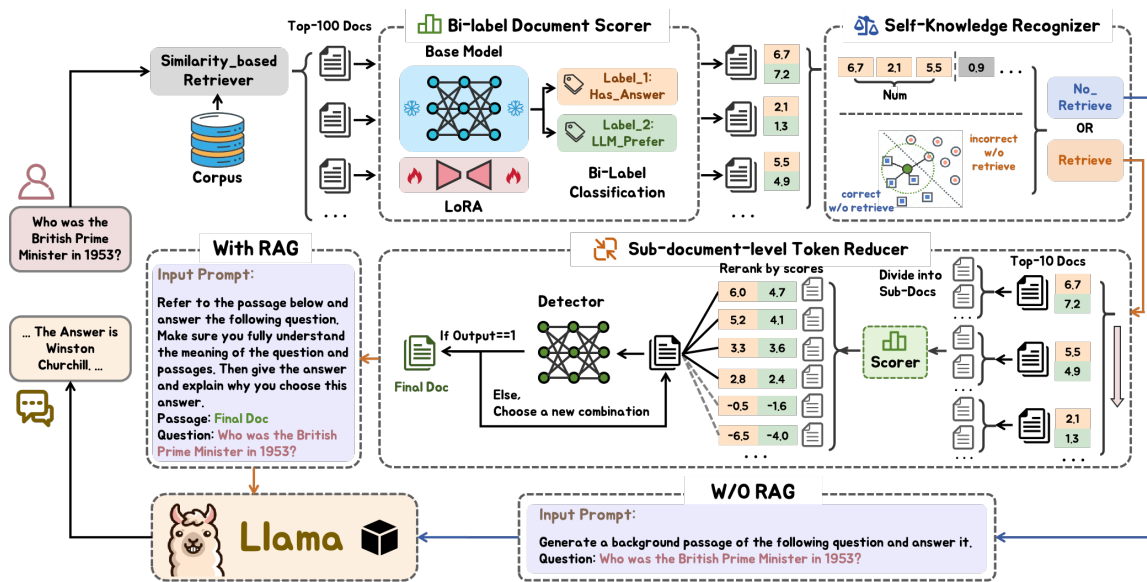 Top-100 Docs
Similarity_based
Retriever
Corpus
Who was the
British Prime
Minister in 1953?
... The Answer is
Winston
Churchill. ...
...
Bi-label Document Scorer
Base Model
Label_1:
Has_Answer
Label_2:
LLM_Prefer
Bi-Label
Classification
LoRA
6.7
7.2
2.1
1.3
5.5
4.9
...
Self-Knowledge Recognizer
6.7 2.1 5.5 0.9 ...
Num
incorrect
w/o
retrieve
correct
w/o retrieve
No_
Retrieve
OR
Retrieve
With RAG
Input Prompt:
Refer to the passage below and
answer the following question.
Make sure you fully understand
the meaning of the question and
passages. Then give the answer
and explain why you choose this
answer.
Passage: Final Doc
Question: Who was the British
Prime Minister in 1953?
Sub-document-level Token Reducer
Final Doc
If Output==1
Detector
Else,
Choose a new combination
Rerank by scores
6.0 4.7
5.2 4.1
3.3 3.6
2.8 2.4
-0.5 -1.6
-6.5 -4.0
...
Scorer
Divide into
Sub-Docs
...
Top-10 Docs
6.7
7.2
5.5
4.9
2.1
1.3
...
Llama
W/O RAG
Input Prompt:
Generate a background passage of the following question and answer it.
Question: Who was the British Prime Minister in 1953?